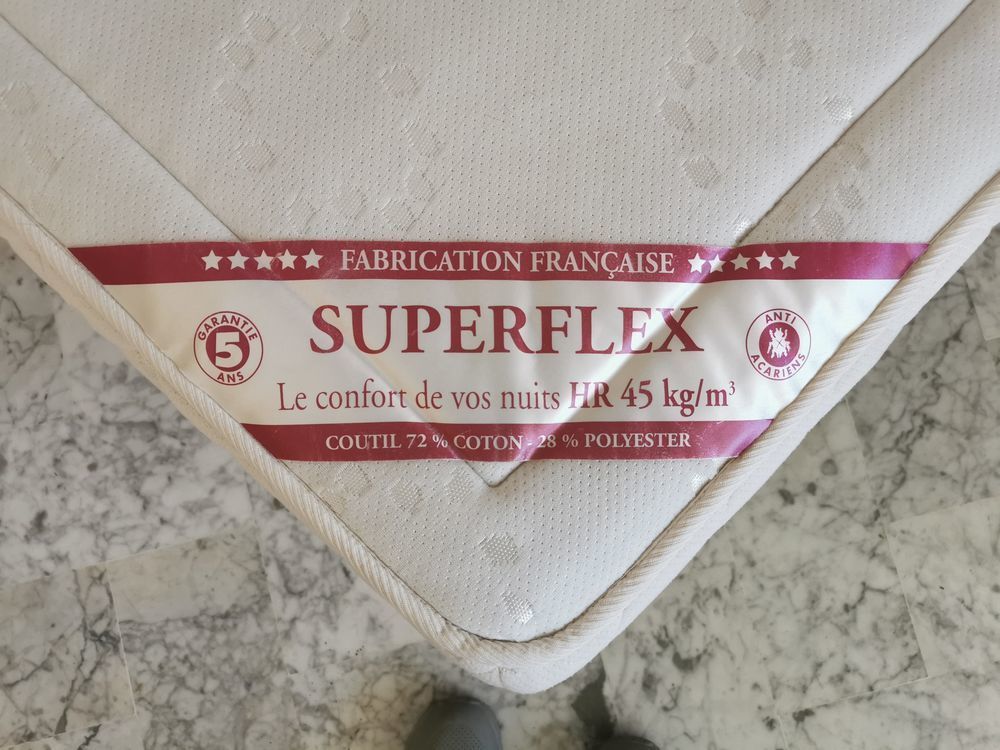 ★★★★★ FABRICATION FRANÇAISE ★★★★★
SUPERFLEX
GARANTIE 5 ANS
ANTI ACARIENS
Le confort de vos nuits HR 45 kg/m³
COUTIL 72 % COTON - 28 % POLYESTER